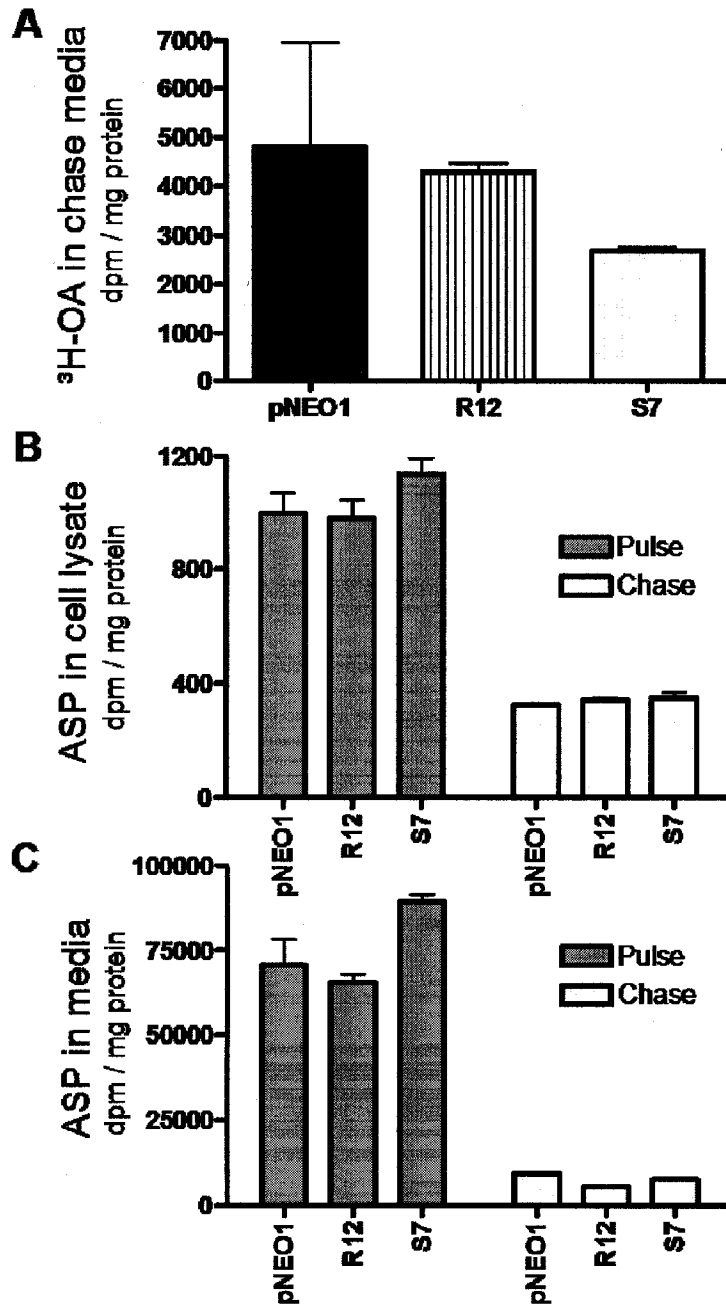 A
³H-OA in chase media
dpm / mg protein
7000
6000
5000
4000
3000
2000
1000
0
pNEO1
R12
S7
B
ASP in cell lysate
dpm / mg protein
1200
800
400
0
Pulse
Chase
pNEO1
R12
S7
pNEO1
R12
S7
C
ASP in media
dpm / mg protein
100000
75000
50000
25000
0
Pulse
Chase
pNEO1
R12
S7
pNEO1
R12
S7